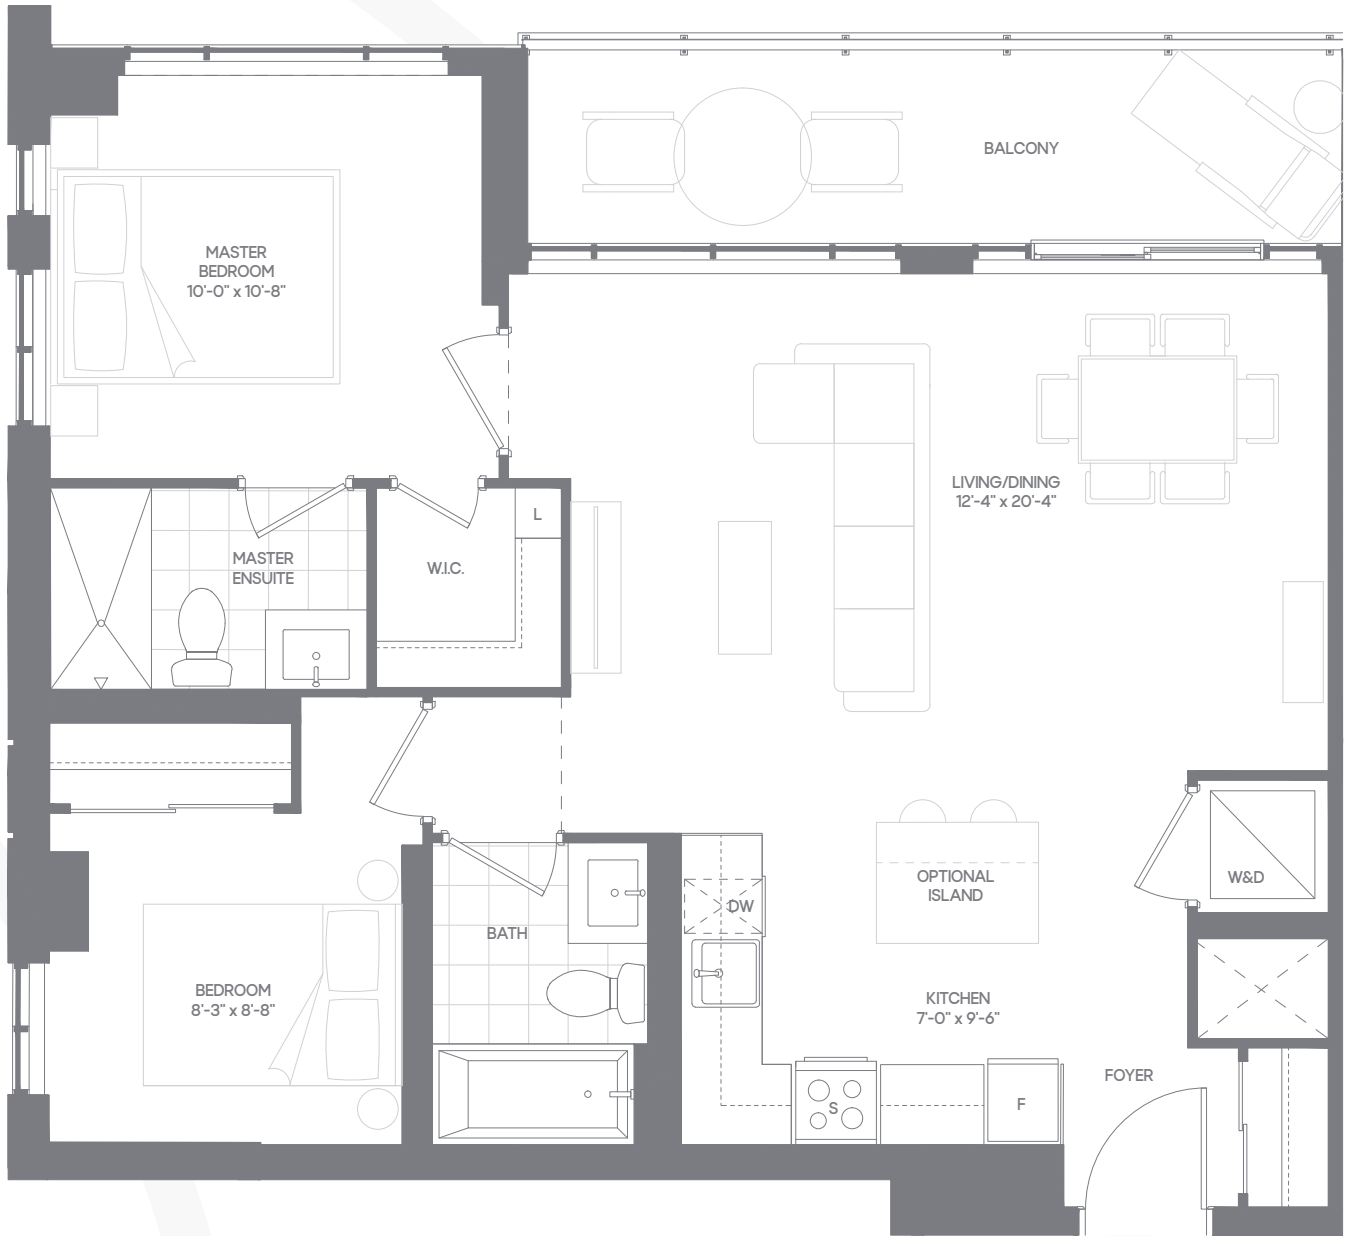 BALCONY
MASTER
BEDROOM
10'-0" x 10'-8"
LIVING/DINING
12'-4" x 20'-4"
L
MASTER
ENSUITE
W.I.C.
OPTIONAL
ISLAND
W&D
DW
BATH
BEDROOM
8'-3" x 8'-8"
KITCHEN
7'-0" x 9'-6"
FOYER
S
F